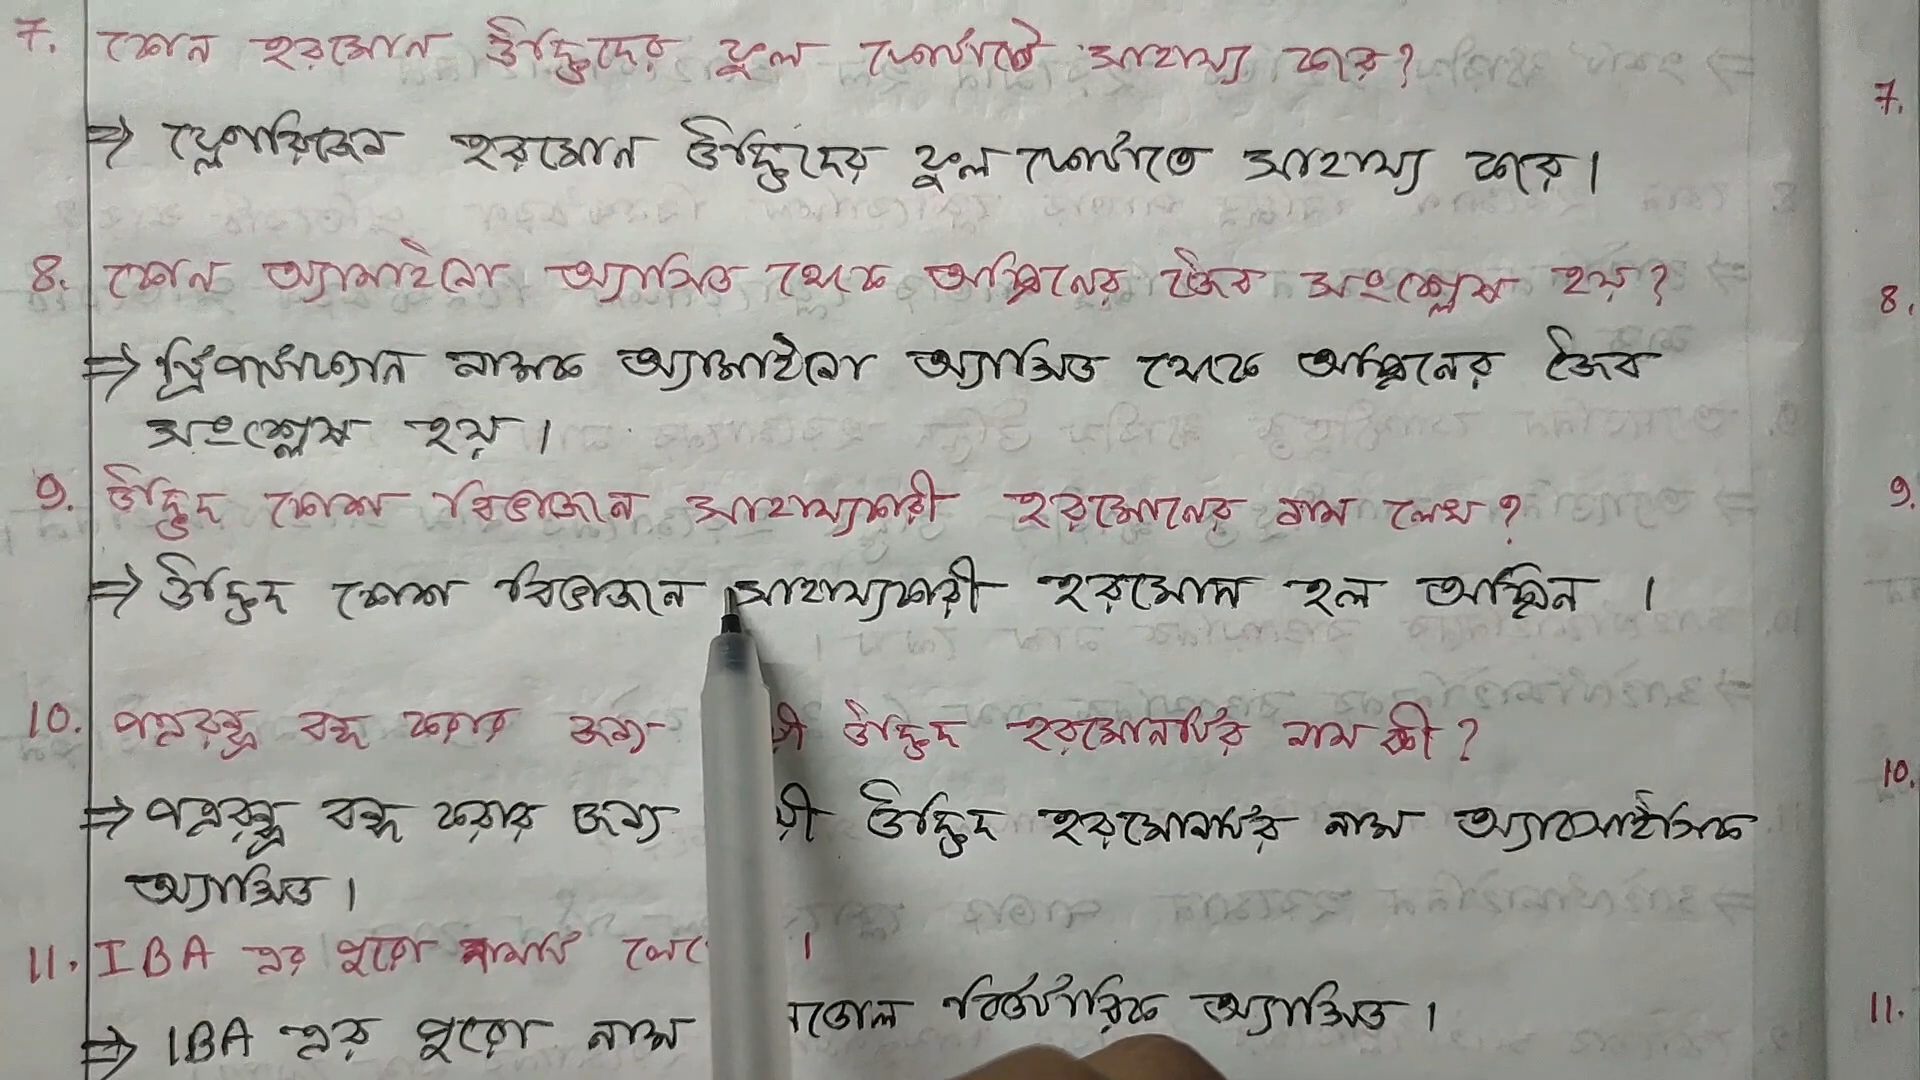 7. কোন হরমোন উদ্ভিদের ফুল ফোটাতে সাহায্য করে?
⇒ ফ্লোরিজেন হরমোন উদ্ভিদের ফুল ফোটাতে সাহায্য করে।
8. কোন অ্যামাইনো অ্যাসিড থেকে অক্সিনের জৈব সংশ্লেষ হয়?
⇒ ট্রিপটোফ্যান নামক অ্যামাইনো অ্যাসিড থেকে অক্সিনের জৈব
সংশ্লেষ হয়।
9. উদ্ভিদ কোশ বিভাজনে সাহায্যকারী হরমোনের নাম লেখ?
⇒ উদ্ভিদ কোশ বিভাজনে সাহায্যকারী হরমোন হল অক্সিন।
10. পত্ররন্ধ্র বন্ধ করার জন্য উদ্ভিদ হরমোনটির নাম কী?
⇒ পত্ররন্ধ্র বন্ধ করার জন্য উদ্ভিদ হরমোনটির নাম অ্যাবসাইসিক
অ্যাসিড।
11. IBA এর পুরো নামটি
⇒ IBA এর পুরো নাম বিউটারিক অ্যাসিড।
7.
8.
9.
10.
11.